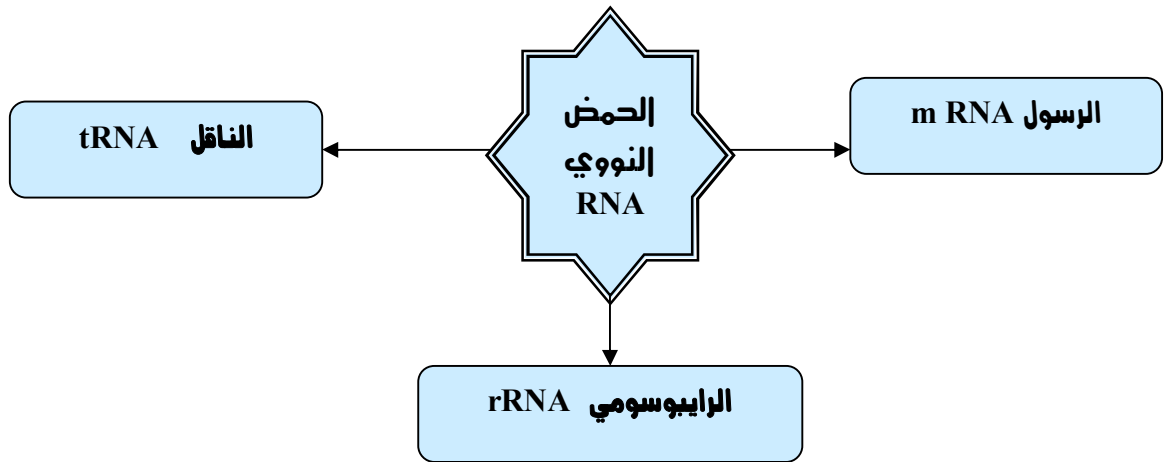 الحمض
النووي
RNA
الرسول m RNA
الناقل tRNA
الرايبوسومي rRNA